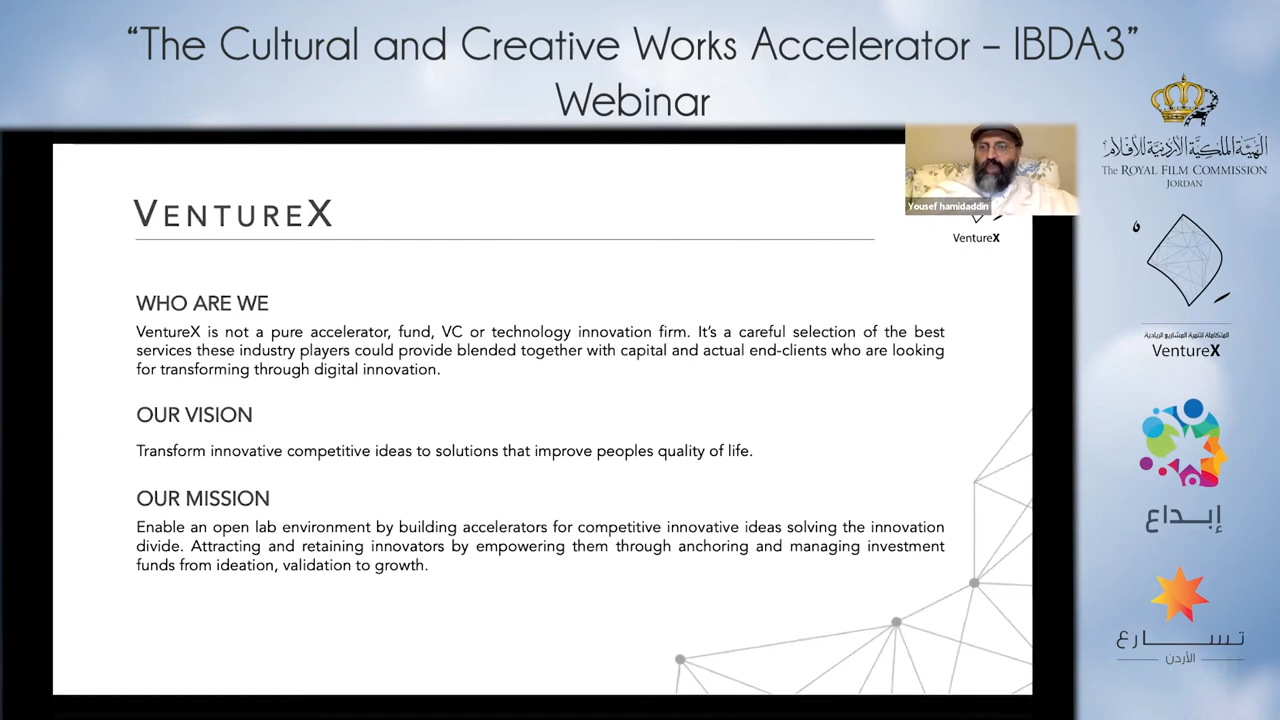 “The Cultural and Creative Works Accelerator – IBDA3”
Webinar
VENTUREX
Yousef hamidaddin
VentureX
WHO ARE WE
VentureX is not a pure accelerator, fund, VC or technology innovation firm. It’s a careful selection of the best
services these industry players could provide blended together with capital and actual end-clients who are looking
for transforming through digital innovation.
OUR VISION
Transform innovative competitive ideas to solutions that improve peoples quality of life.
OUR MISSION
Enable an open lab environment by building accelerators for competitive innovative ideas solving the innovation
divide. Attracting and retaining innovators by empowering them through anchoring and managing investment
funds from ideation, validation to growth.
الهيئة الملكية الأردنية للأفلام
The ROYAL FILM COMMISSION
JORDAN
المتكاملة لتنمية المشاريع الريادية
VentureX
إبداع
تسارع
الأردن